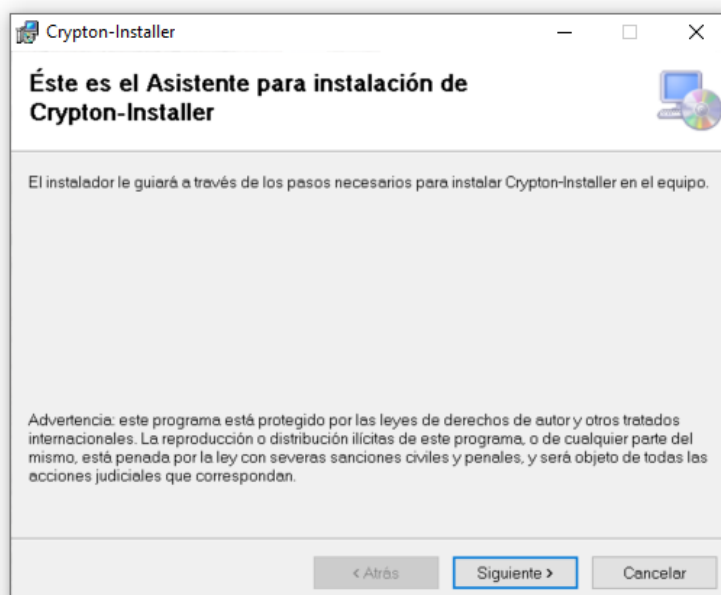 Crypton-Installer
Éste es el Asistente para instalación de
Crypton-Installer
El instalador le guiará a través de los pasos necesarios para instalar Crypton-Installer en el equipo.
Advertencia: este programa está protegido por las leyes de derechos de autor y otros tratados
internacionales. La reproducción o distribución ilícitas de este programa, o de cualquier parte del
mismo, está penada por la ley con severas sanciones civiles y penales, y será objeto de todas las
acciones judiciales que correspondan.
< Atrás Siguiente > Cancelar